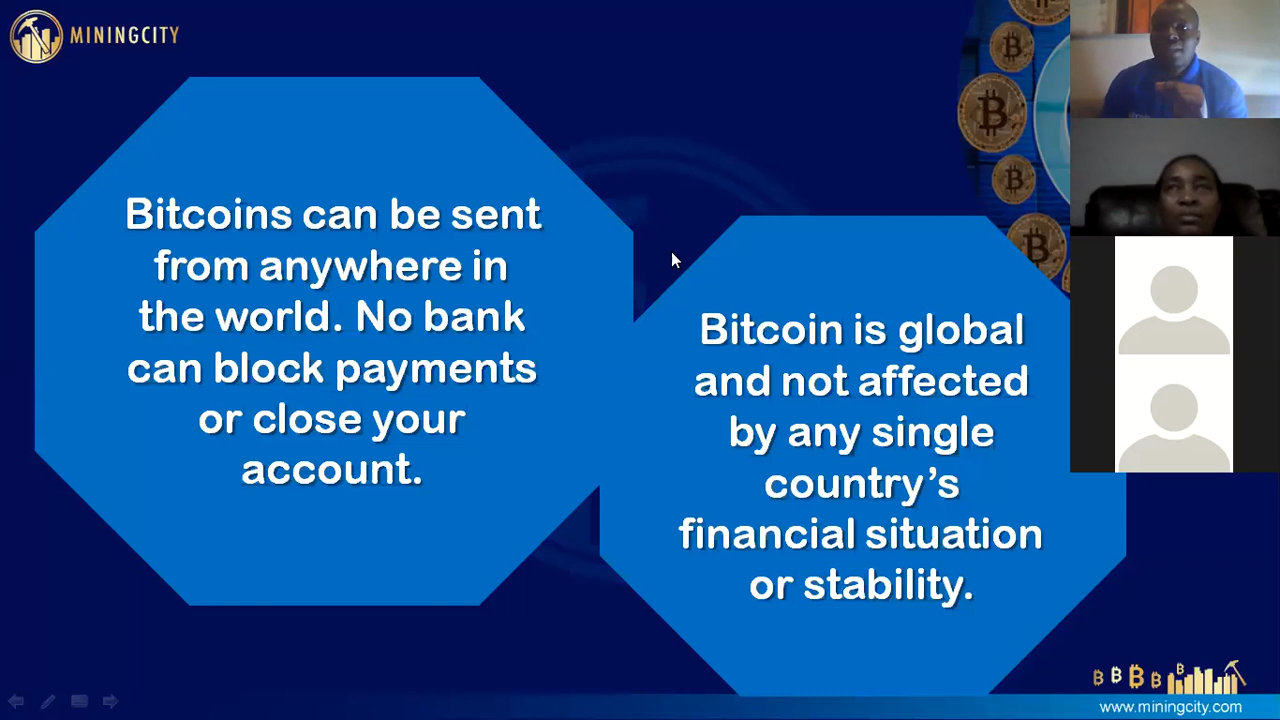 MININGCITY
Bitcoins can be sent
from anywhere in
the world. No bank
can block payments
or close your
account.
Bitcoin is global
and not affected
by any single
country's
financial situation
or stability.
www.miningcity.com